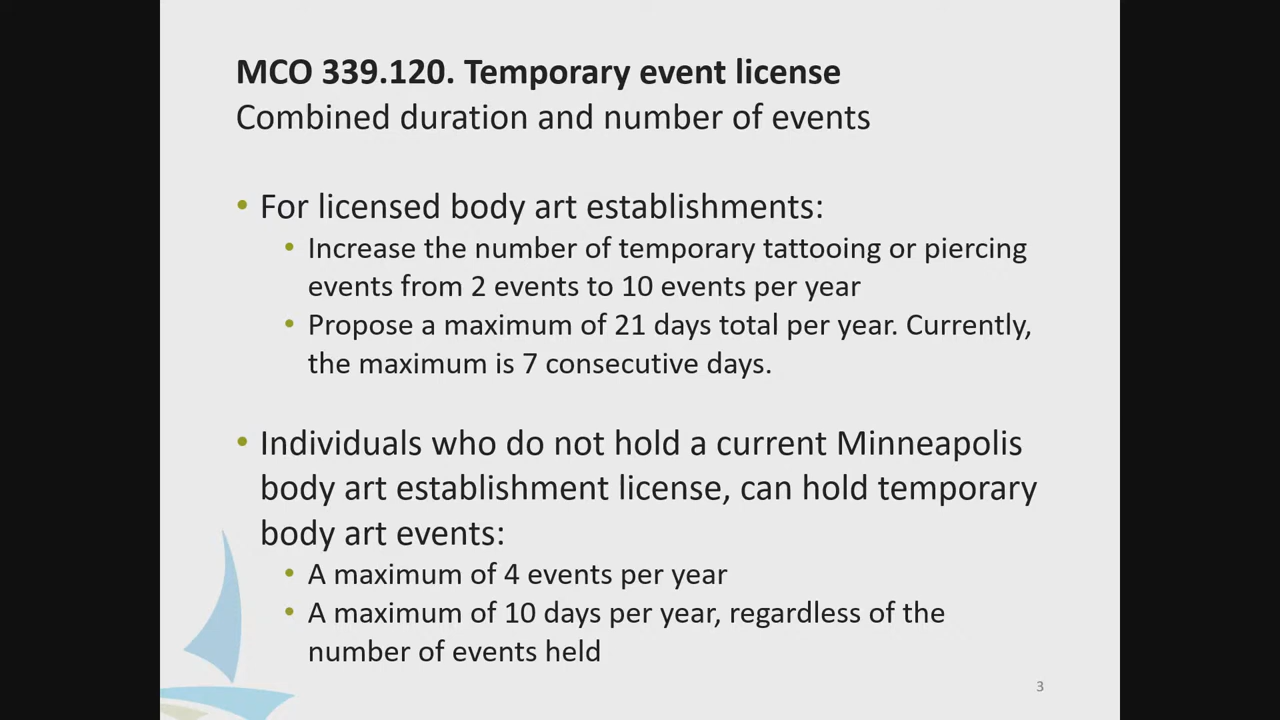 MCO 339.120. Temporary event license
Combined duration and number of events
• For licensed body art establishments:
• Increase the number of temporary tattooing or piercing
events from 2 events to 10 events per year
• Propose a maximum of 21 days total per year. Currently,
the maximum is 7 consecutive days.
• Individuals who do not hold a current Minneapolis
body art establishment license, can hold temporary
body art events:
• A maximum of 4 events per year
• A maximum of 10 days per year, regardless of the
number of events held
3